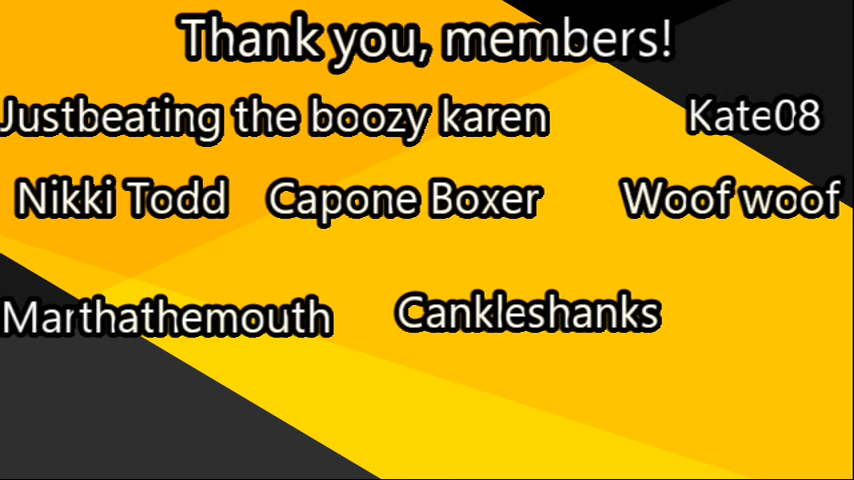 Thank you, members!
Justbeating the boozy karen Kate08
Nikki Todd Capone Boxer Woof woof
Marthathemouth Cankleshanks